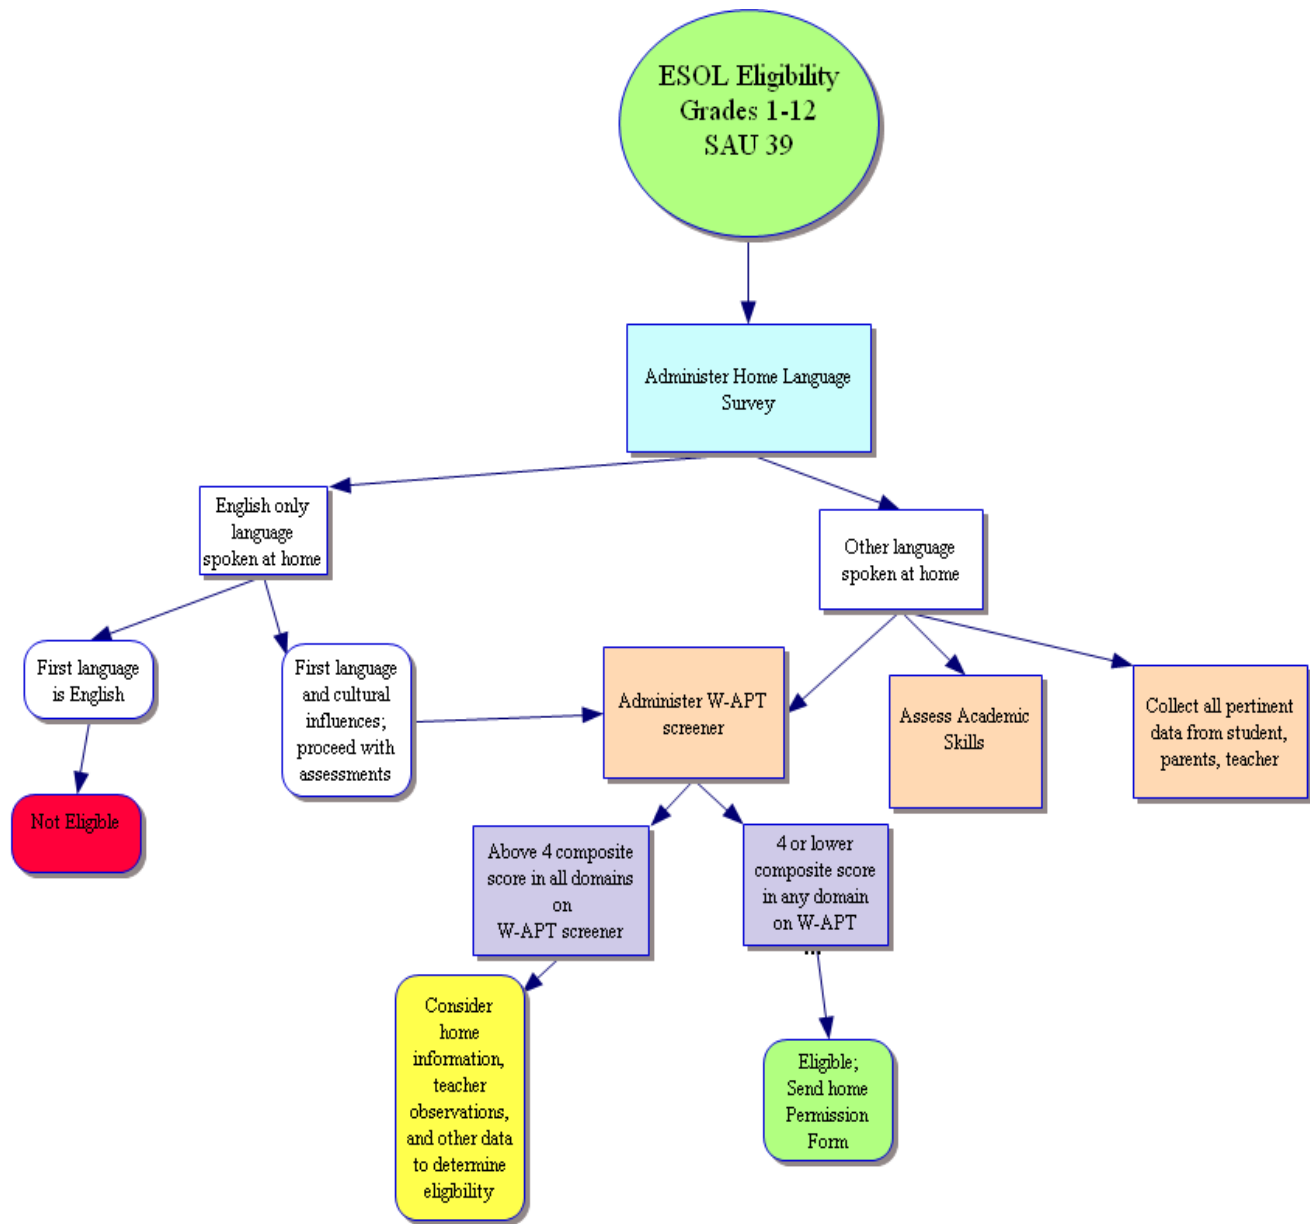 ESOL Eligibility
Grades 1-12
SAU 39
Administer Home Language
Survey
English only
language
spoken at home
Other language
spoken at home
First language
is English
First language
and cultural
influences;
proceed with
assessments
Administer W-APT
screener
Assess Academic
Skills
Collect all pertinent
data from student,
parents, teacher
Not Eligible
Above 4 composite
score in all domains
on
W-APT screener
4 or lower
composite score
in any domain
on W-APT
...
Consider
home
information,
teacher
observations,
and other data
to determine
eligibility
Eligible;
Send home
Permission
Form